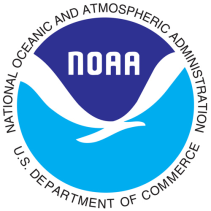 NATIONAL OCEANIC AND ATMOSPHERIC ADMINISTRATION
NOAA
U.S. DEPARTMENT OF COMMERCE